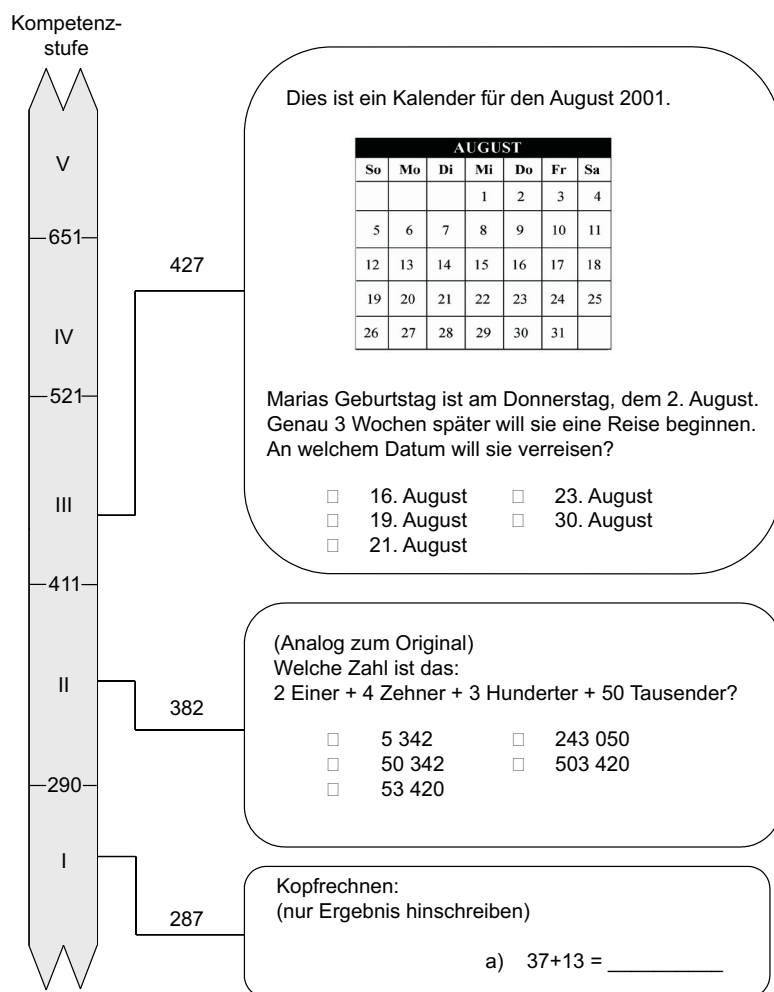 Kompetenz-
stufe
V
651
IV
521
III
411
II
290
I
427
Dies ist ein Kalender für den August 2001.
AUGUST
So Mo Di Mi Do Fr Sa
1 2 3 4
5 6 7 8 9 10 11
12 13 14 15 16 17 18
19 20 21 22 23 24 25
26 27 28 29 30 31
Marias Geburtstag ist am Donnerstag, dem 2. August.
Genau 3 Wochen später will sie eine Reise beginnen.
An welchem Datum will sie verreisen?
□ 16. August □ 23. August
□ 19. August □ 30. August
□ 21. August
382
(Analog zum Original)
Welche Zahl ist das:
2 Einer + 4 Zehner + 3 Hunderter + 50 Tausender?
□ 5 342 □ 243 050
□ 50 342 □ 503 420
□ 53 420
287
Kopfrechnen:
(nur Ergebnis hinschreiben)
a) 37+13 = __________